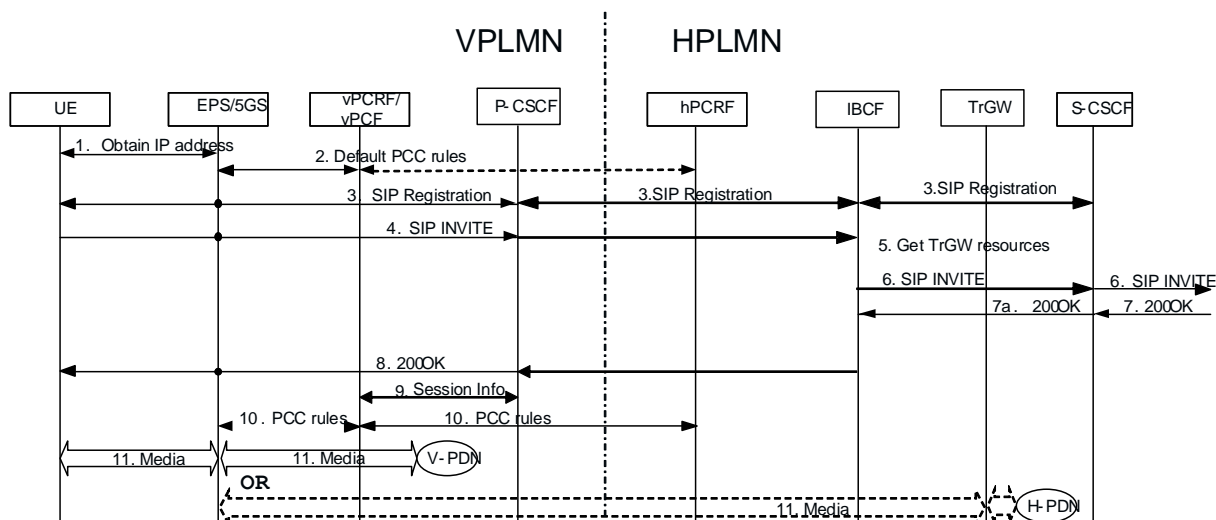 VPLMN HPLMN
UE EPS/5GS vPCRF/ P-CSCF hPCRF IBCF TrGW S-CSCF
vPCF
1. Obtain IP address
2. Default PCC rules
3. SIP Registration 3.SIP Registration 3.SIP Registration
4. SIP INVITE
5. Get TrGW resources
6. SIP INVITE 6. SIP INVITE
7a. 200OK 7. 200OK
8. 200OK
9. Session Info
10. PCC rules 10. PCC rules
11. Media 11. Media V-PDN
OR
11. Media H-PDN